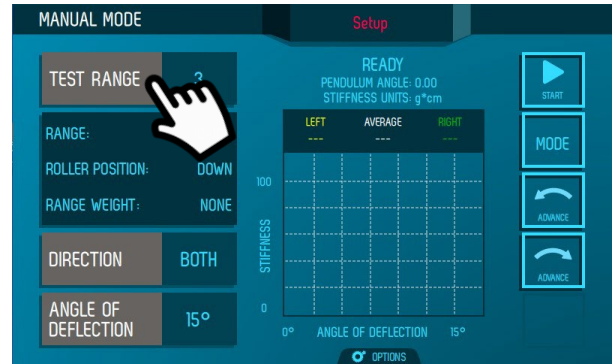 MANUAL MODE
Setup
TEST RANGE
3
RANGE:
ROLLER POSITION: DOWN
RANGE WEIGHT: NONE
DIRECTION BOTH
ANGLE OF
DEFLECTION
15°
READY
PENDULUM ANGLE: 0.00
STIFFNESS UNITS: g*cm
LEFT AVERAGE RIGHT
--- --- ---
100
STIFFNESS
0
0° ANGLE OF DEFLECTION 15°
OPTIONS
START
MODE
ADVANCE
ADVANCE